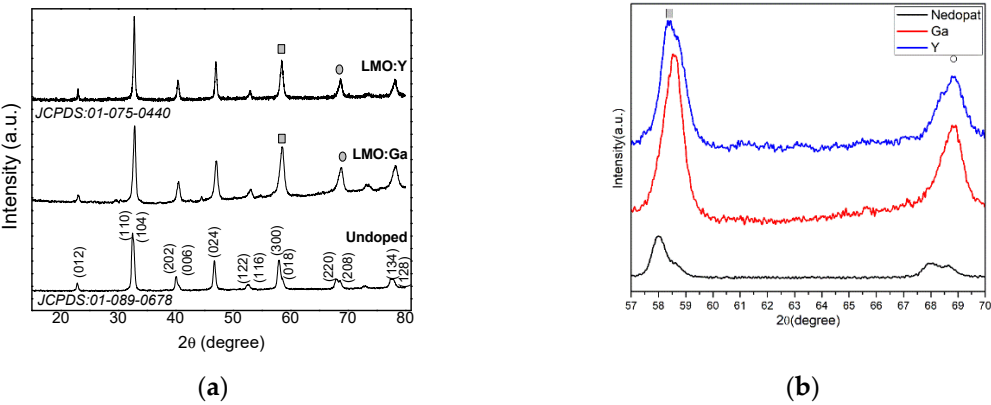 Intensity (a.u.)
LMO:Y
JCPDS:01-075-0440
LMO:Ga
Undoped
(012)
(110)
(104)
(202)
(006)
(024)
(122)
(116)
(300)
(018)
(220)
(208)
(134)
(128)
JCPDS:01-089-0678
20 30 40 50 60 70 80
2θ (degree)
(a)
Nedopat
Ga
Y
Intensity(a.u.)
57 58 59 60 61 62 63 64 65 66 67 68 69 70
2θ(degree)
(b)